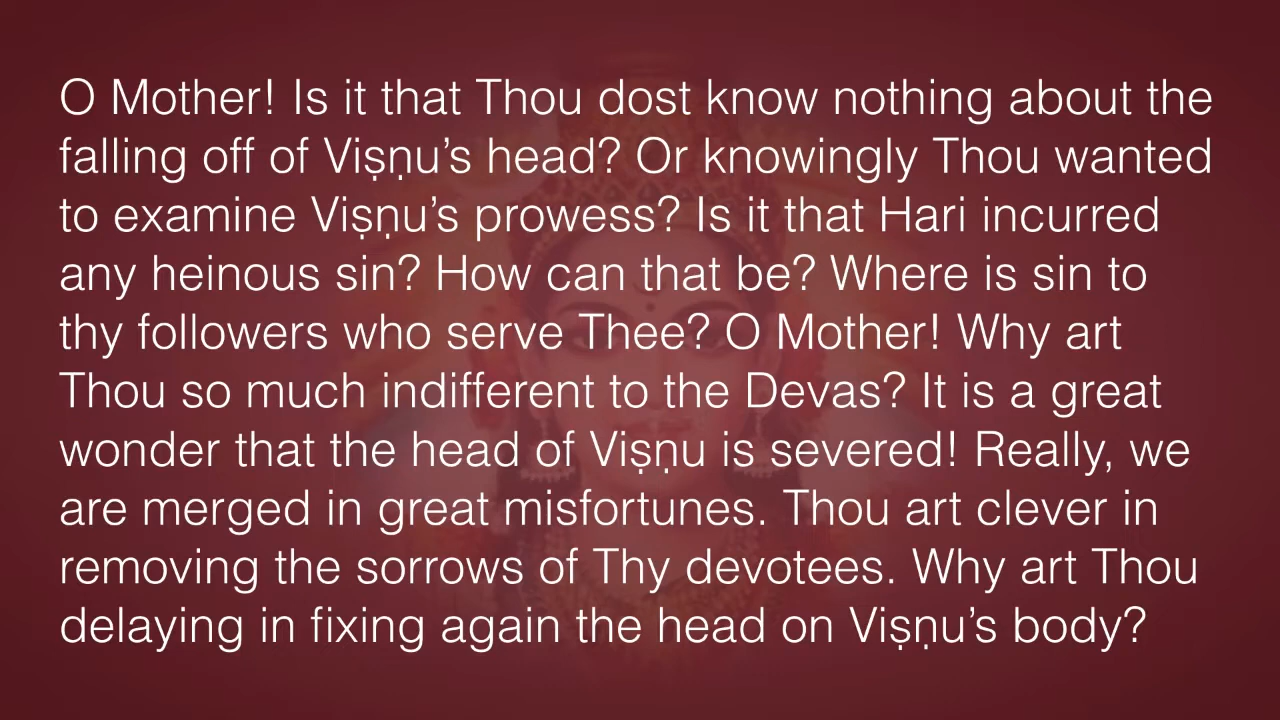 O Mother! Is it that Thou dost know nothing about the
falling off of Viṣṇu’s head? Or knowingly Thou wanted
to examine Viṣṇu’s prowess? Is it that Hari incurred
any heinous sin? How can that be? Where is sin to
thy followers who serve Thee? O Mother! Why art
Thou so much indifferent to the Devas? It is a great
wonder that the head of Viṣṇu is severed! Really, we
are merged in great misfortunes. Thou art clever in
removing the sorrows of Thy devotees. Why art Thou
delaying in fixing again the head on Viṣṇu’s body?